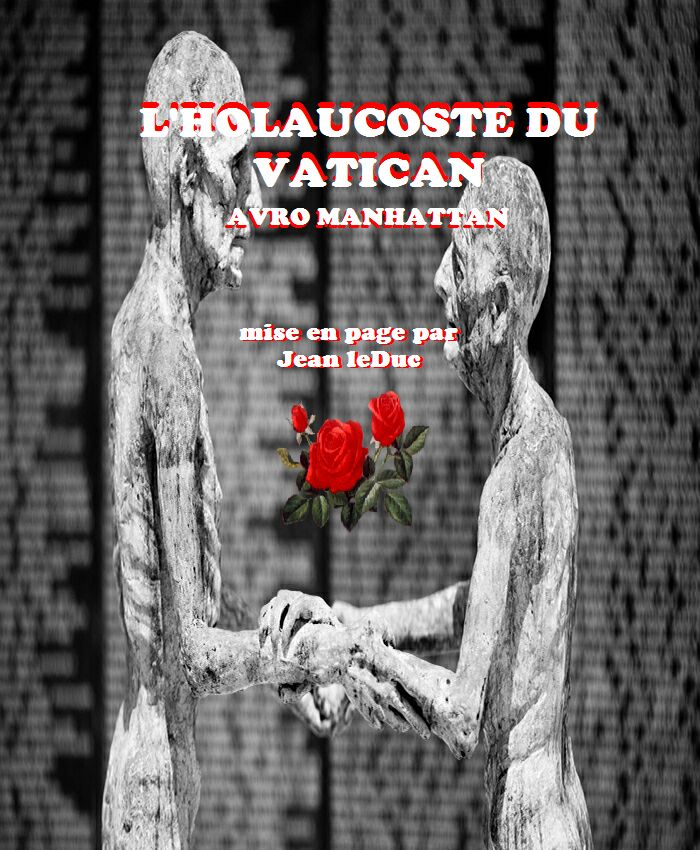 L'HOLAUCOSTE DU
VATICAN
AVRO MANHATTAN
mise en page par
Jean leDuc